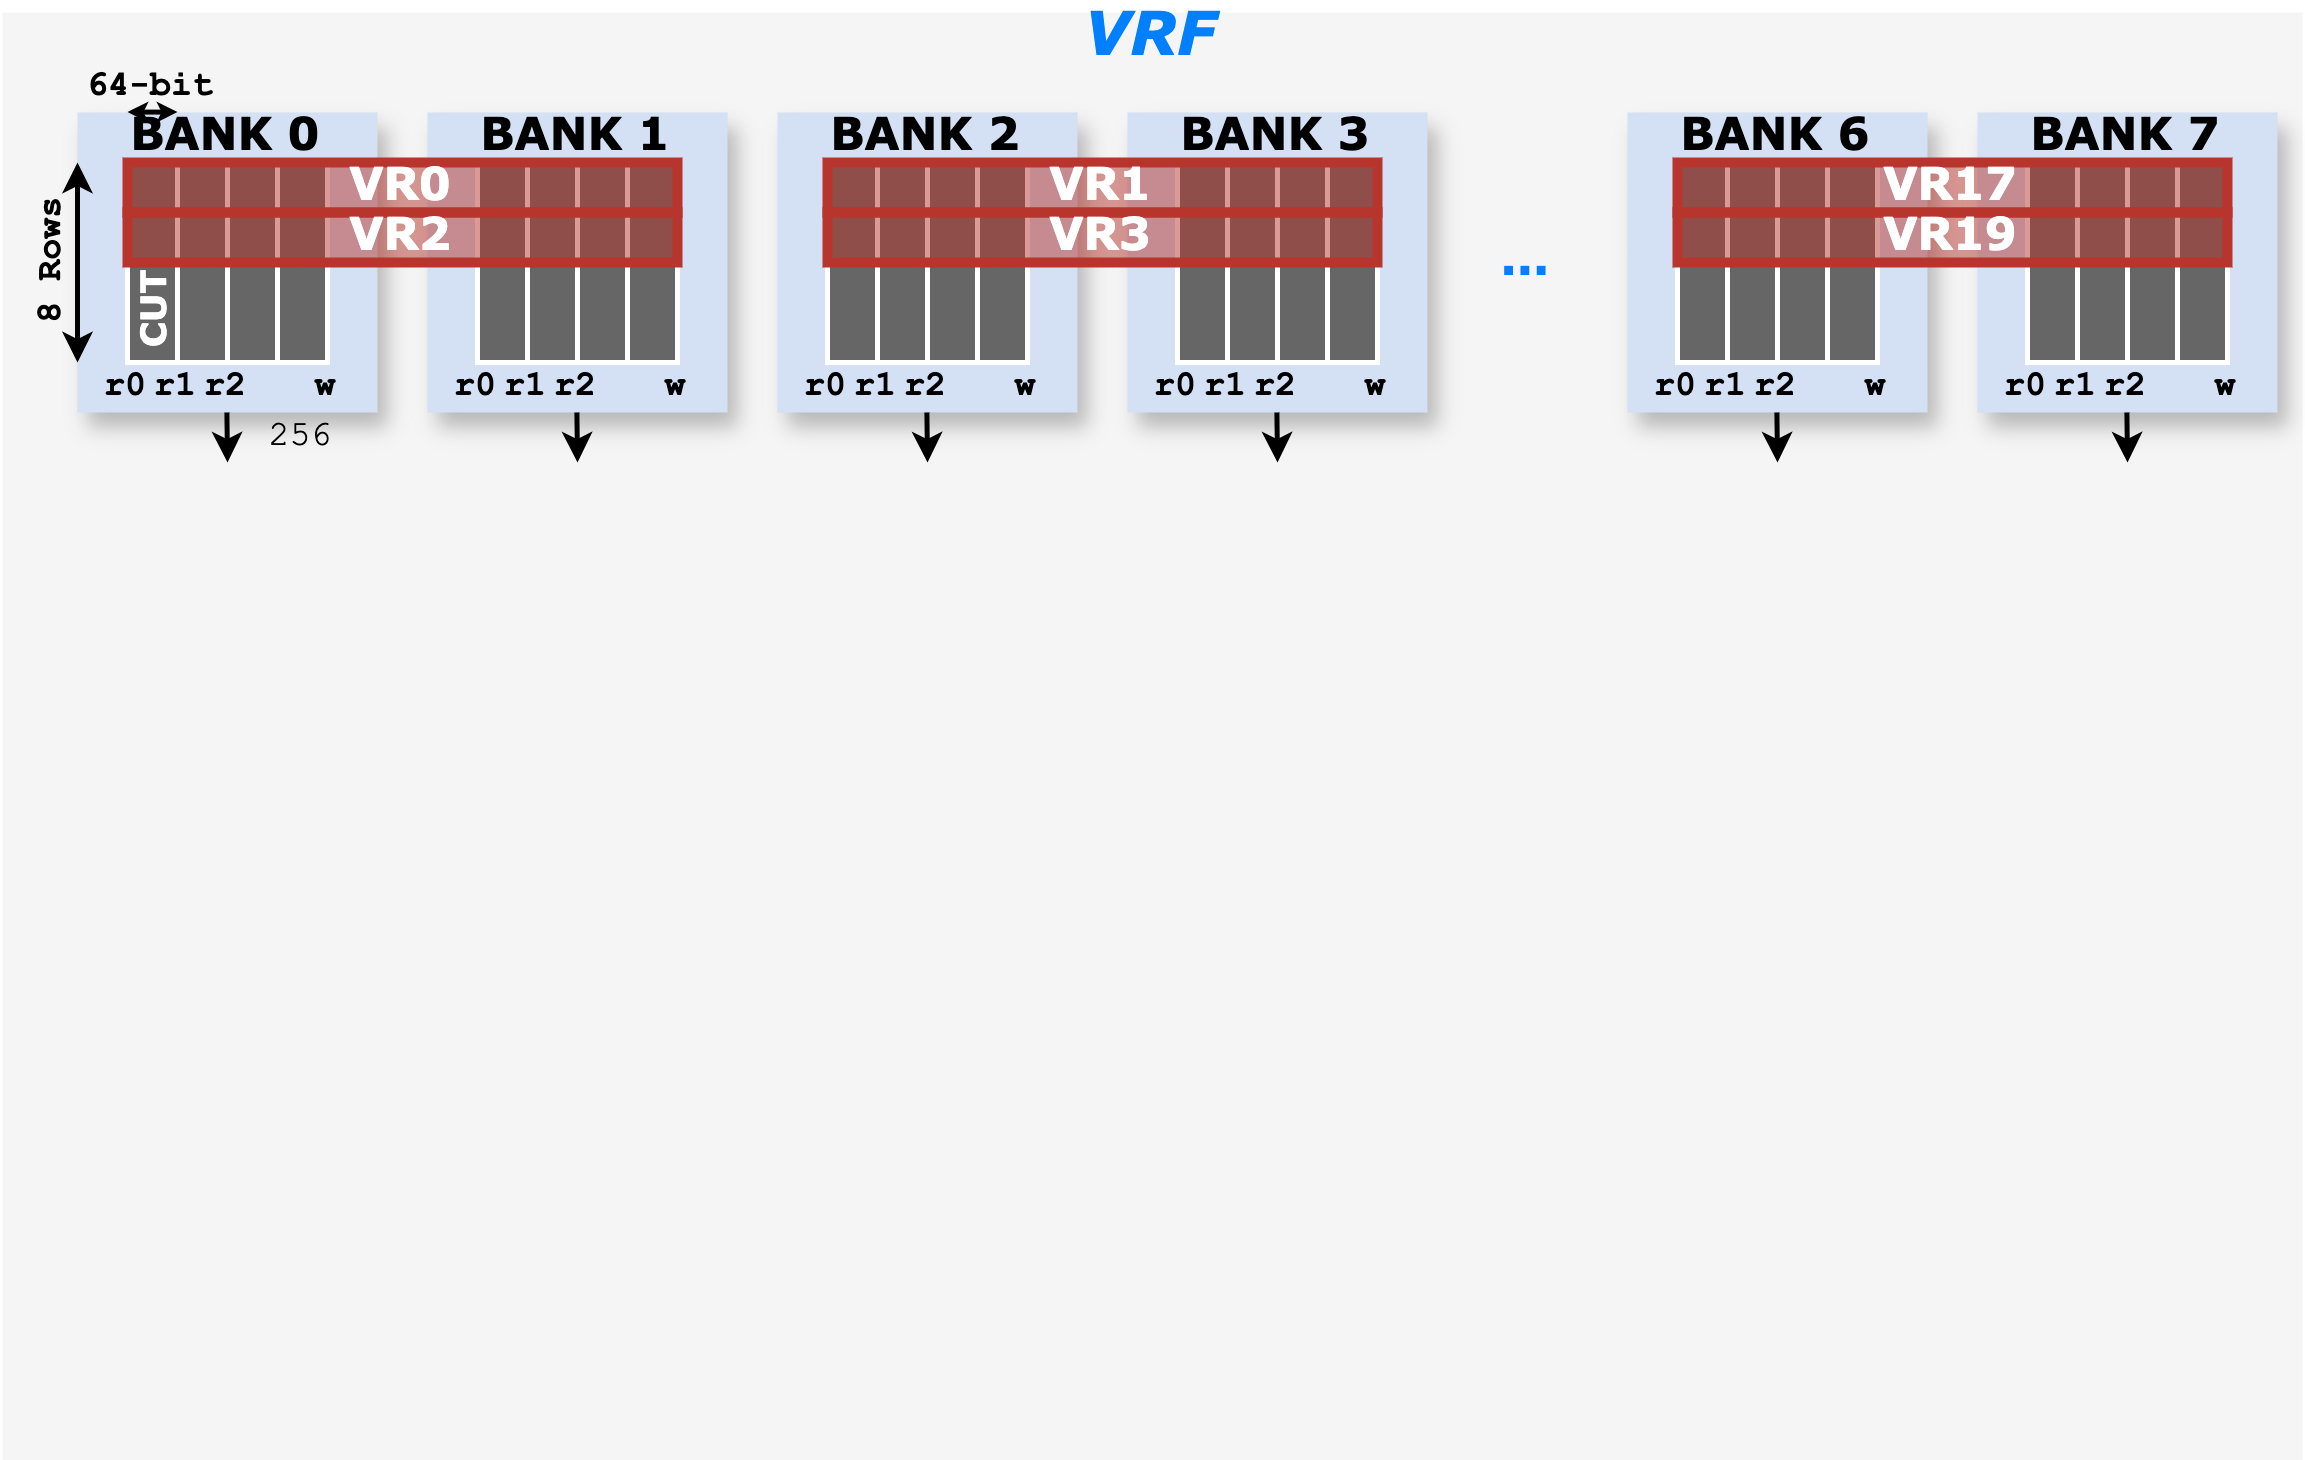 VRF
64-bit
BANK 0 BANK 1 BANK 2 BANK 3 BANK 6 BANK 7
VR0 VR1 VR17
VR2 VR3 VR19
8 Rows
...
CUT
r0 r1 r2 w r0 r1 r2 w r0 r1 r2 w r0 r1 r2 w r0 r1 r2 w r0 r1 r2 w
256